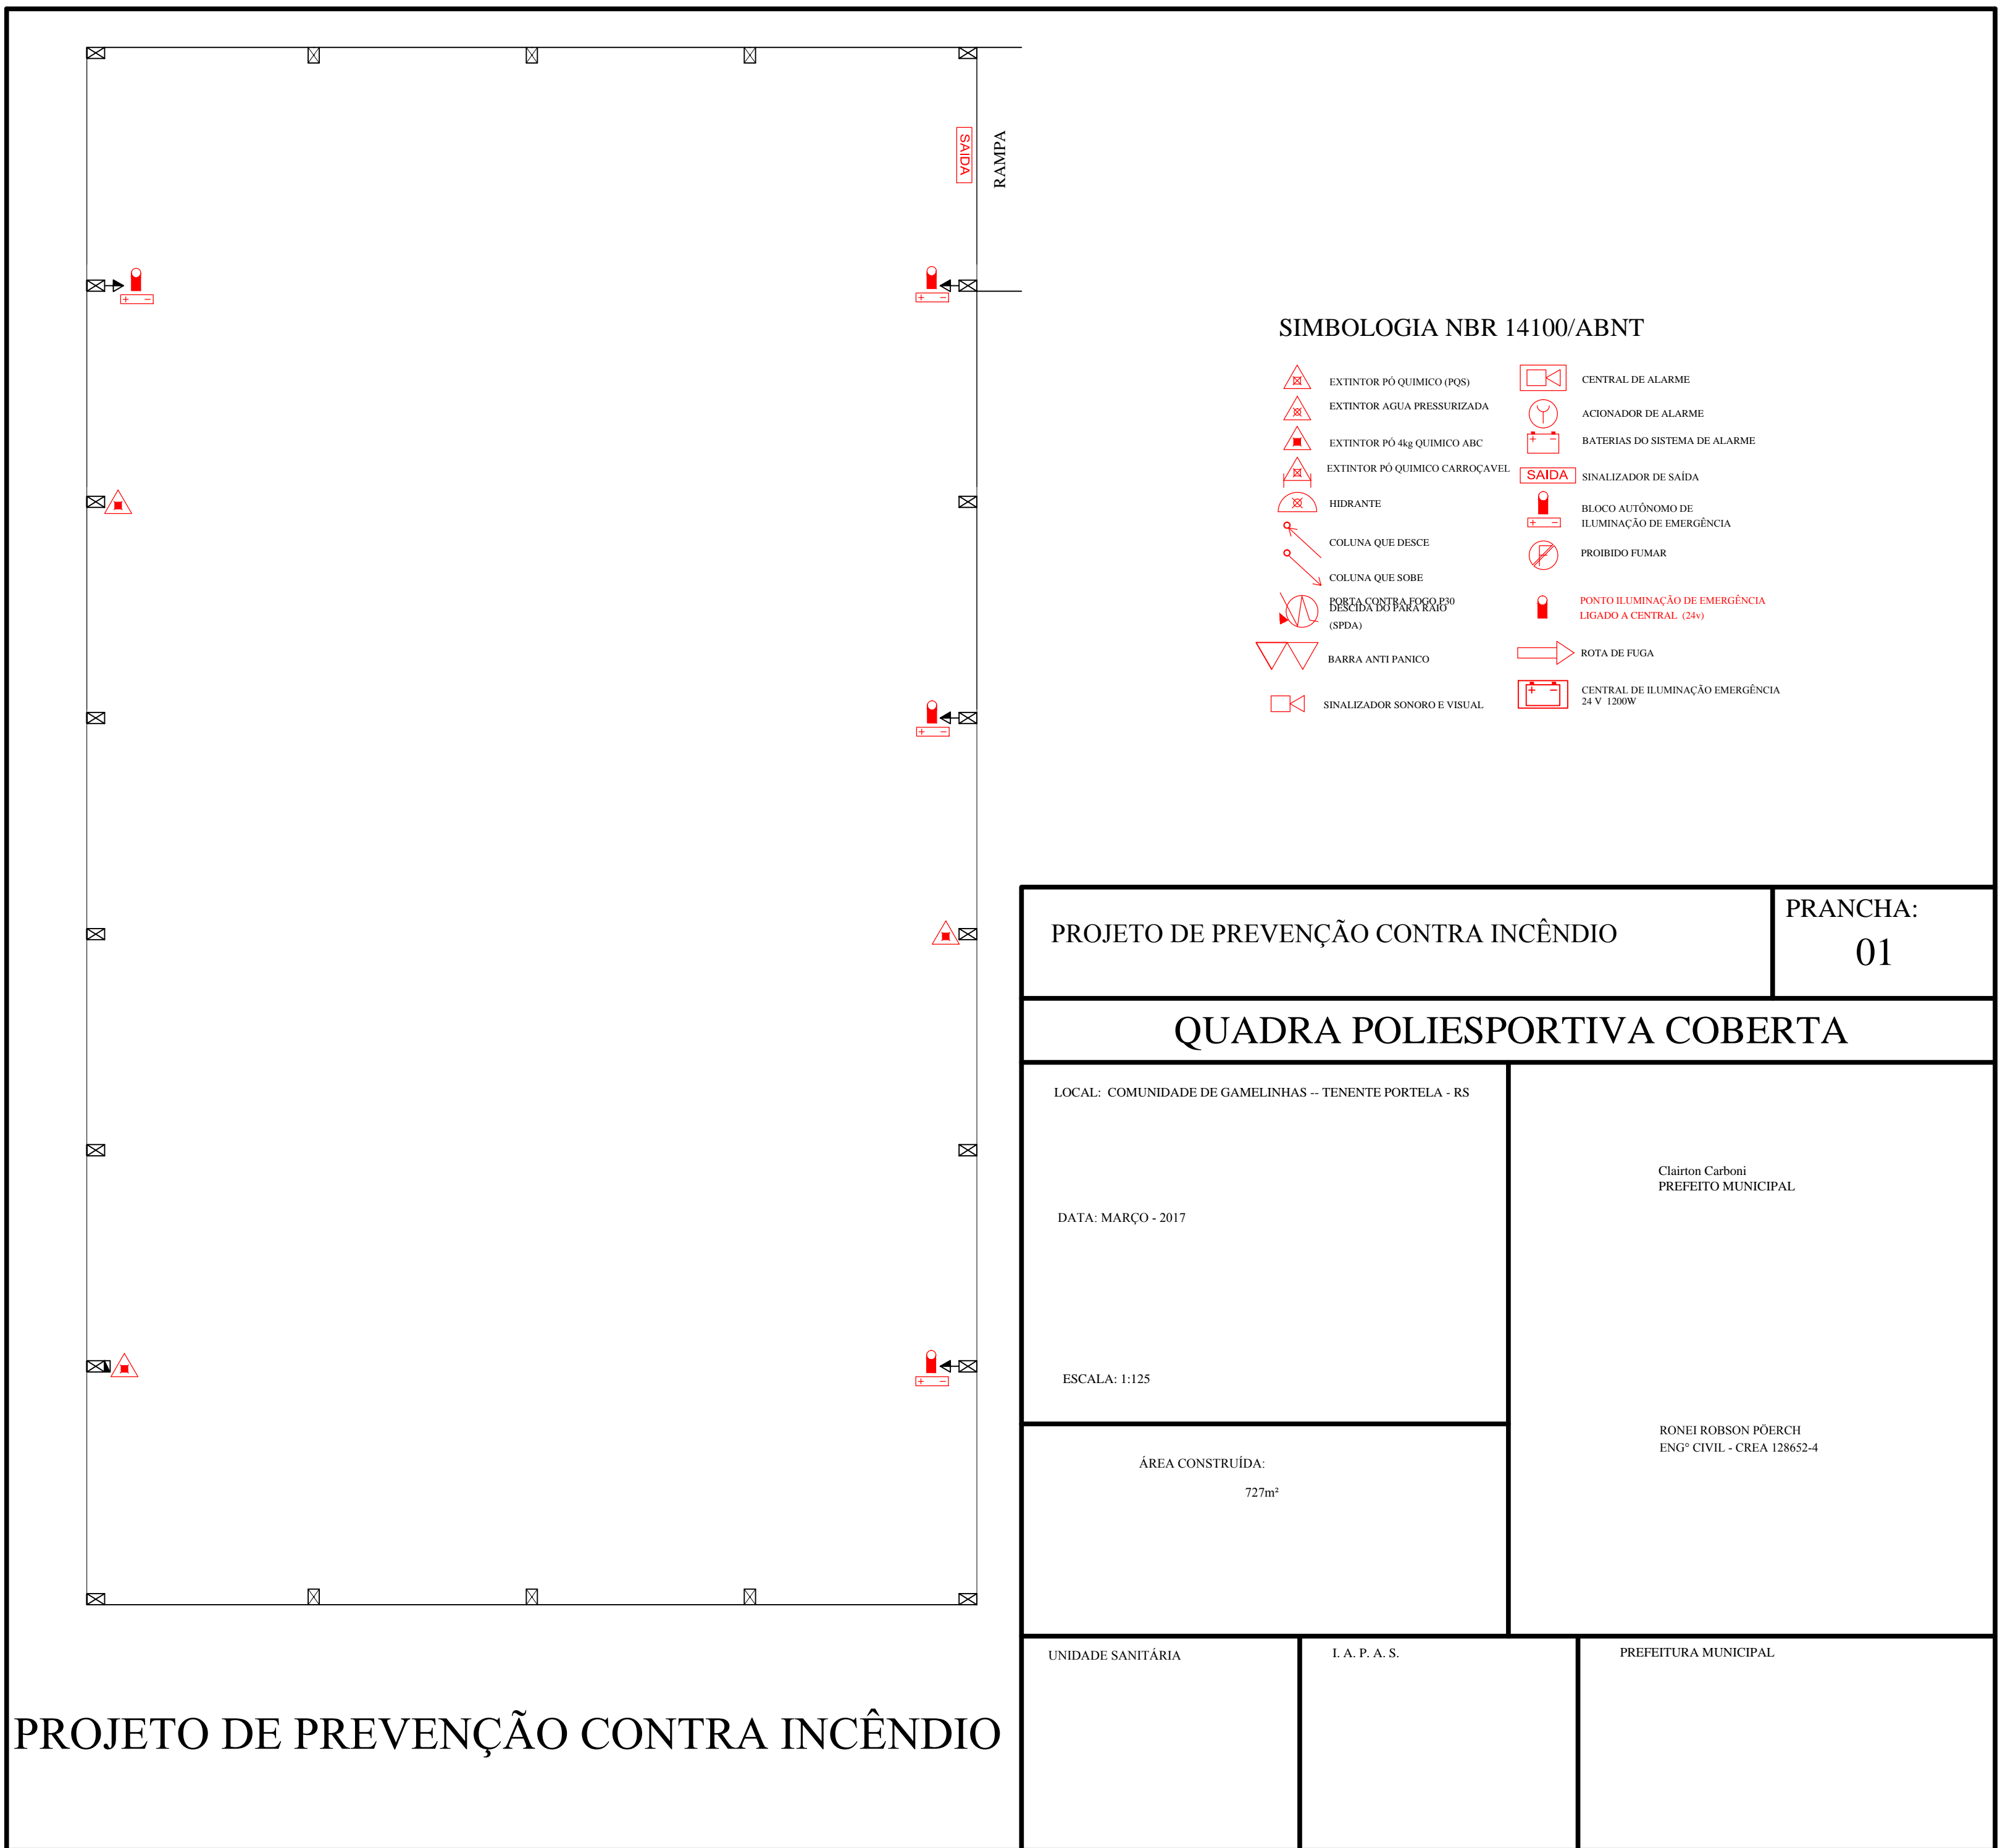 SAIDA
RAMPA
SIMBOLOGIA NBR 14100/ABNT
EXTINTOR PÓ QUIMICO (PQS)
EXTINTOR AGUA PRESSURIZADA
EXTINTOR PÓ 4kg QUIMICO ABC
EXTINTOR PÓ QUIMICO CARROÇAVEL
HIDRANTE
COLUNA QUE DESCE
COLUNA QUE SOBE
PORTA CONTRA FOGO P30
DESCIDA DO PARA RAIO
(SPDA)
BARRA ANTI PANICO
SINALIZADOR SONORO E VISUAL
CENTRAL DE ALARME
ACIONADOR DE ALARME
BATERIAS DO SISTEMA DE ALARME
SAIDA SINALIZADOR DE SAÍDA
BLOCO AUTÔNOMO DE
ILUMINAÇÃO DE EMERGÊNCIA
PROIBIDO FUMAR
PONTO ILUMINAÇÃO DE EMERGÊNCIA
LIGADO A CENTRAL (24v)
ROTA DE FUGA
CENTRAL DE ILUMINAÇÃO EMERGÊNCIA
24 V 1200W
PROJETO DE PREVENÇÃO CONTRA INCÊNDIO
PRANCHA:
01
QUADRA POLIESPORTIVA COBERTA
LOCAL: COMUNIDADE DE GAMELINHAS -- TENENTE PORTELA - RS
DATA: MARÇO - 2017
ESCALA: 1:125
Clairton Carboni
PREFEITO MUNICIPAL
RONEI ROBSON PÖERCH
ENG° CIVIL - CREA 128652-4
ÁREA CONSTRUÍDA:
727m²
UNIDADE SANITÁRIA
I. A. P. A. S.
PREFEITURA MUNICIPAL
PROJETO DE PREVENÇÃO CONTRA INCÊNDIO